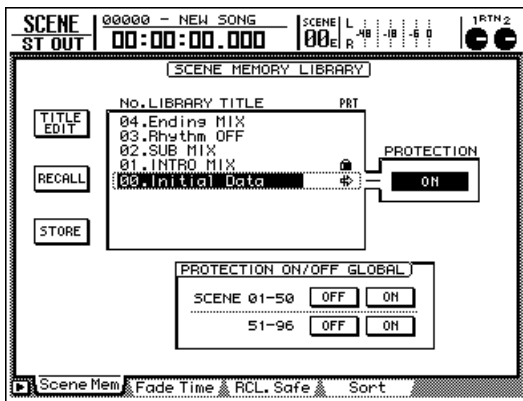 SCENE
ST OUT
00000 - NEW SONG
00:00:00.000
SCENE
00E
L
R
-48 -18 -6 0
1RTN2
SCENE MEMORY LIBRARY
No.LIBRARY TITLE PRT
TITLE EDIT
04.Ending MIX
03.Rhythm OFF
02.SUB MIX
01.INTRO MIX
00.Initial Data
RECALL
STORE
PROTECTION
ON
PROTECTION ON/OFF GLOBAL
SCENE 01-50 OFF ON
51-96 OFF ON
Scene Mem Fade Time RCL. Safe Sort